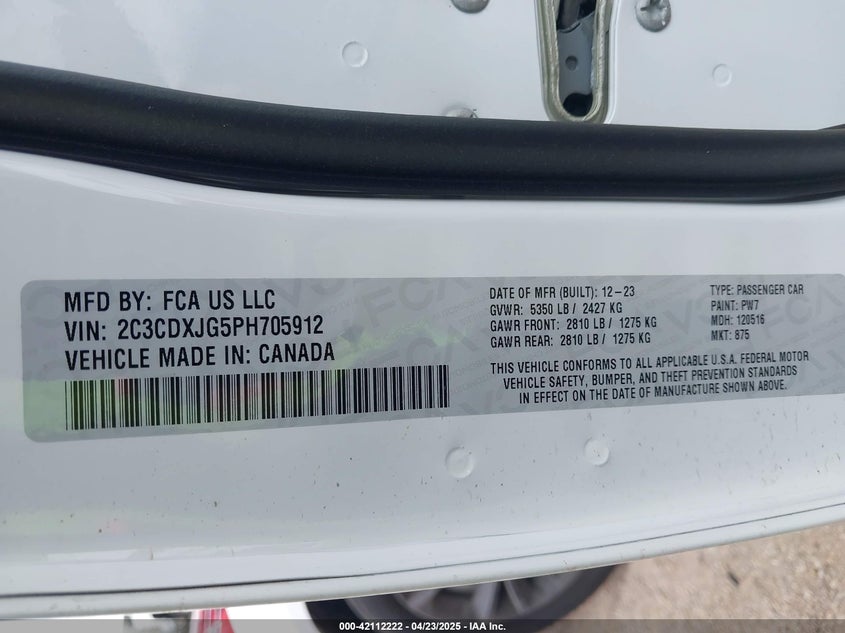 MFD BY: FCA US LLC
VIN: 2C3CDXJG5PH705912
VEHICLE MADE IN: CANADA
DATE OF MFR (BUILT): 12-23
GVWR: 5350 LB / 2427 KG
GAWR FRONT: 2810 LB / 1275 KG
GAWR REAR: 2810 LB / 1275 KG
TYPE: PASSENGER CAR
PAINT: PW7
MDH: 120516
MKT: 875
THIS VEHICLE CONFORMS TO ALL APPLICABLE U.S.A. FEDERAL MOTOR
VEHICLE SAFETY, BUMPER, AND THEFT PREVENTION STANDARDS
IN EFFECT ON THE DATE OF MANUFACTURE SHOWN ABOVE.
000-42112222 - 04/23/2025 - IAA Inc.